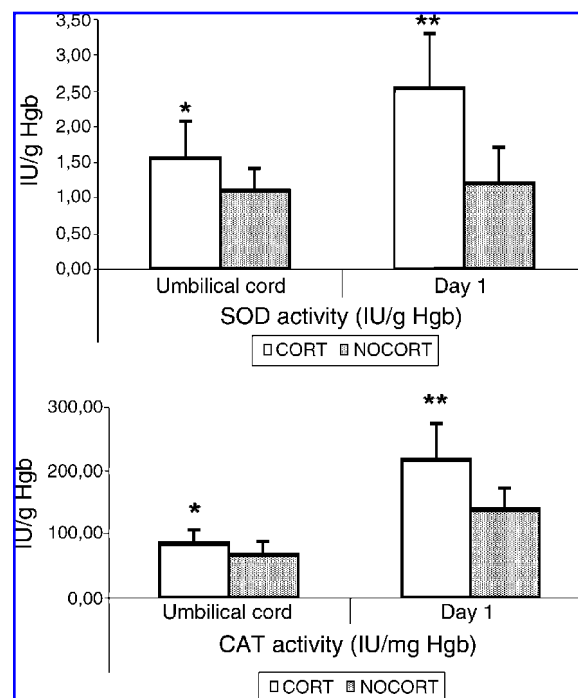 3,50
**
3,00
2,50
*
2,00
1,50
1,00
0,50
0,00
IU/g Hgb
Umbilical cord Day 1
SOD activity (IU/g Hgb)
CORT NOCORT
300,00
**
200,00
*
100,00
0,00
IU/g Hgb
Umbilical cord Day 1
CAT activity (IU/mg Hgb)
CORT NOCORT